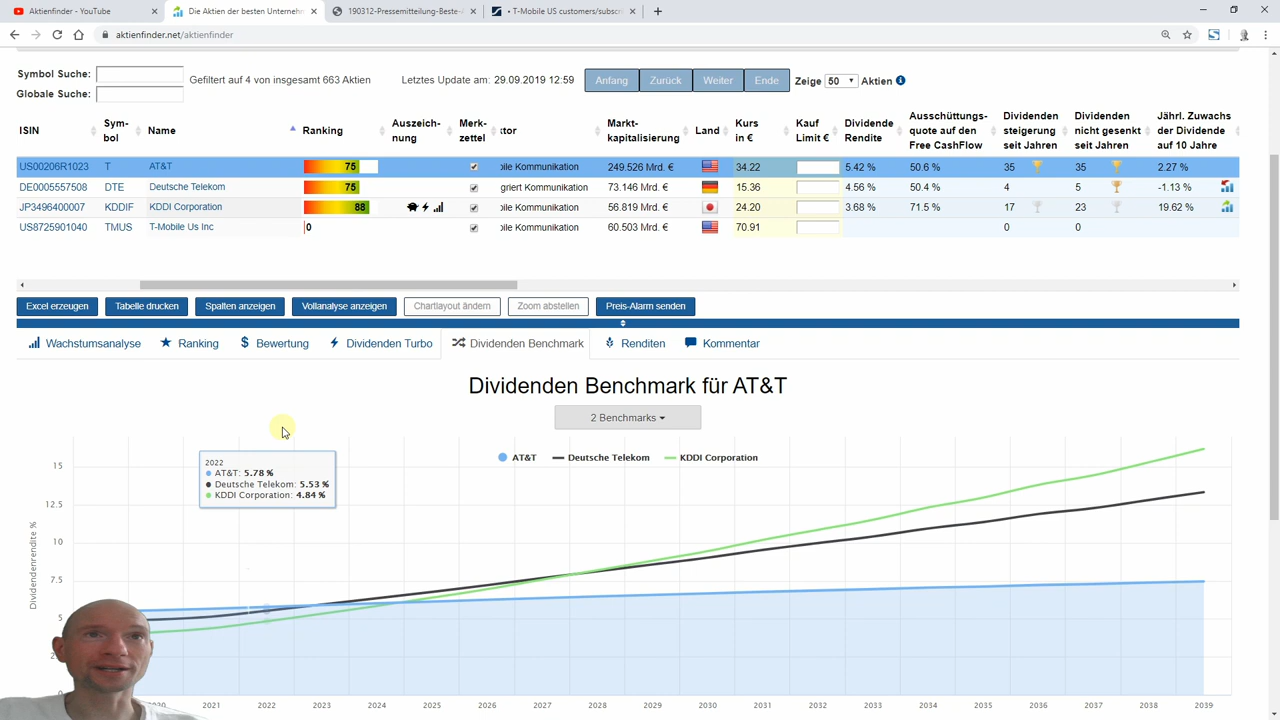 Aktienfinder - YouTube
Die Aktien der besten Unternehm
190312-Pressemitteilung-Beste-A
• T-Mobile US customers/subscri
aktienfinder.net/aktienfinder
Symbol Suche:
Globale Suche:
Gefiltert auf 4 von insgesamt 663 Aktien
Letztes Update am: 29.09.2019 12:59
Anfang Zurück Weiter Ende
Zeige 50 Aktien
ISIN Sym-bol Name Ranking Auszeich-nung Merk-zettel tor Markt-kapitalisierung Land Kurs in € Kauf Limit € Dividende Rendite Ausschüttungs-quote auf den Free CashFlow Dividenden steigerung seit Jahren Dividenden nicht gesenkt seit Jahren Jährl. Zuwachs der Dividende auf 10 Jahre
US00206R1023 T AT&T 75 bile Kommunikation 249.526 Mrd. € 34.22 5.42 % 50.6 % 35 35 2.27 %
DE0005557508 DTE Deutsche Telekom 75 griert Kommunikation 73.146 Mrd. € 15.36 4.56 % 50.4 % 4 5 -1.13 %
JP3496400007 KDDIF KDDI Corporation 88 bile Kommunikation 56.819 Mrd. € 24.20 3.68 % 71.5 % 17 23 19.62 %
US8725901040 TMUS T-Mobile Us Inc 0 bile Kommunikation 60.503 Mrd. € 70.91 0 0
Excel erzeugen Tabelle drucken Spalten anzeigen Vollanalyse anzeigen Chartlayout ändern Zoom abstellen Preis-Alarm senden
Wachstumsanalyse Ranking Bewertung Dividenden Turbo Dividenden Benchmark Renditen Kommentar
Dividenden Benchmark für AT&T
2 Benchmarks
AT&T Deutsche Telekom KDDI Corporation
2022
AT&T: 5.78 %
Deutsche Telekom: 5.53 %
KDDI Corporation: 4.84 %
Dividendenrendite %
15
12.5
10
7.5
5
2021 2022 2023 2024 2025 2026 2027 2028 2029 2030 2031 2032 2033 2034 2035 2036 2037 2038 2039